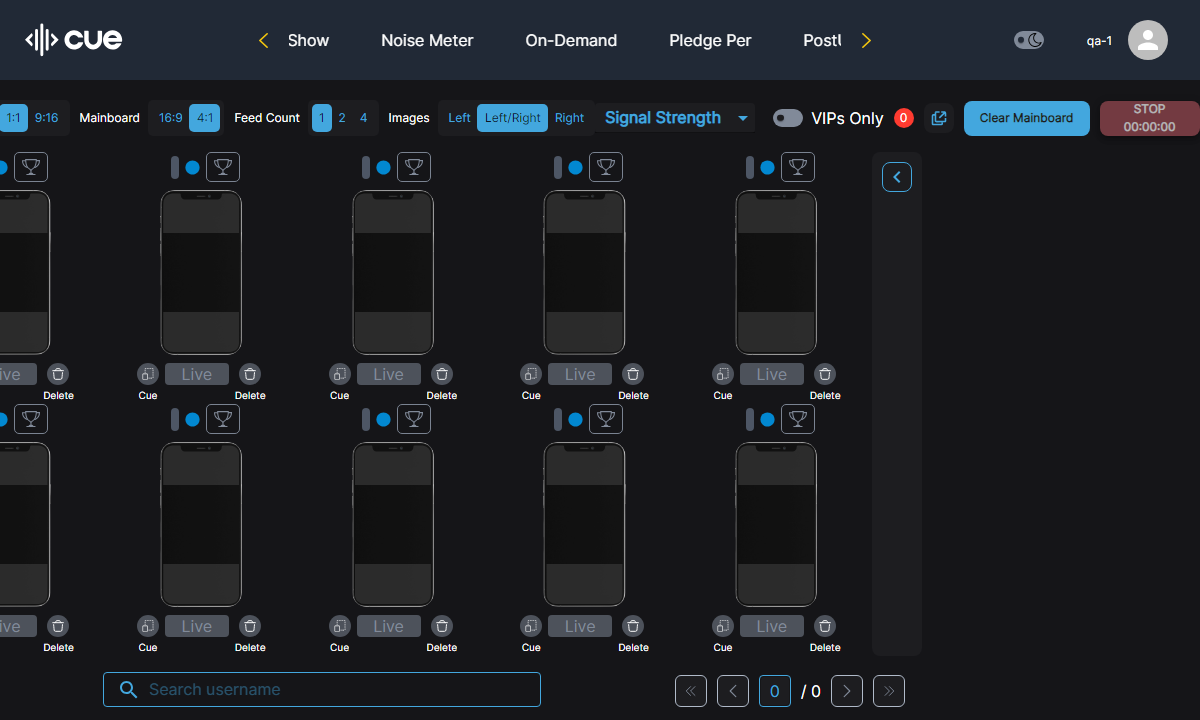 cue
Show Noise Meter On-Demand Pledge Per
qa-1
1:1 9:16 Mainboard 16:9 4:1 Feed Count 1 2 4 Images Left Left/Right Right Signal Strength VIPs Only 0 Clear Mainboard STOP
00:00:00
Live Live Live Live
Delete Cue Delete Cue Delete Cue Delete Cue Delete
Live Live Live Live
Delete Cue Delete Cue Delete Cue Delete Cue Delete
Search username 0 / 0